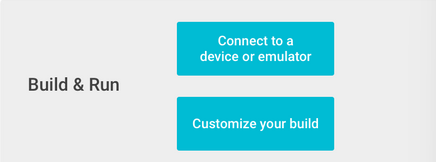 Connect to a
device or emulator
Build & Run
Customize your build